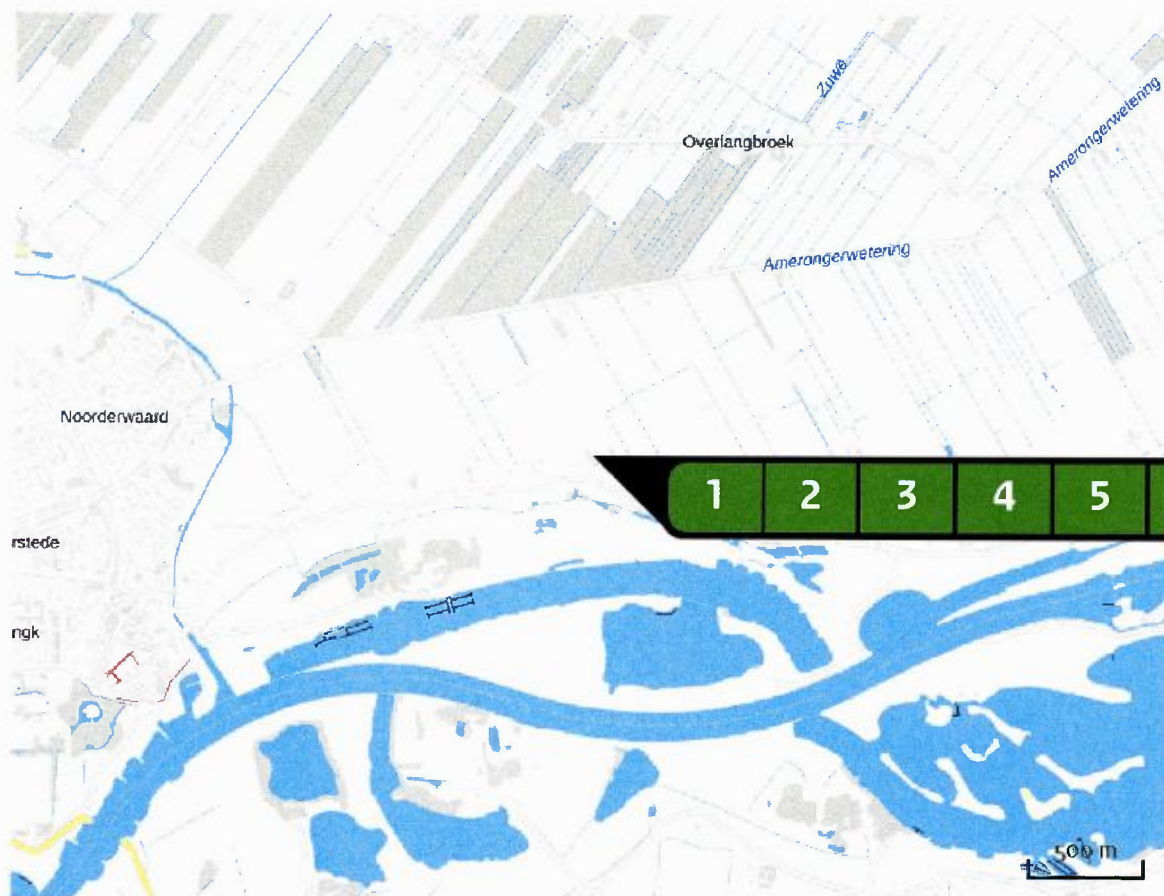 Zuwe
Amerongerwetering
Overlangbroek
Amerongerwetering
Noorderwaard
1 2 3 4 5
rstede
ngk
500 m